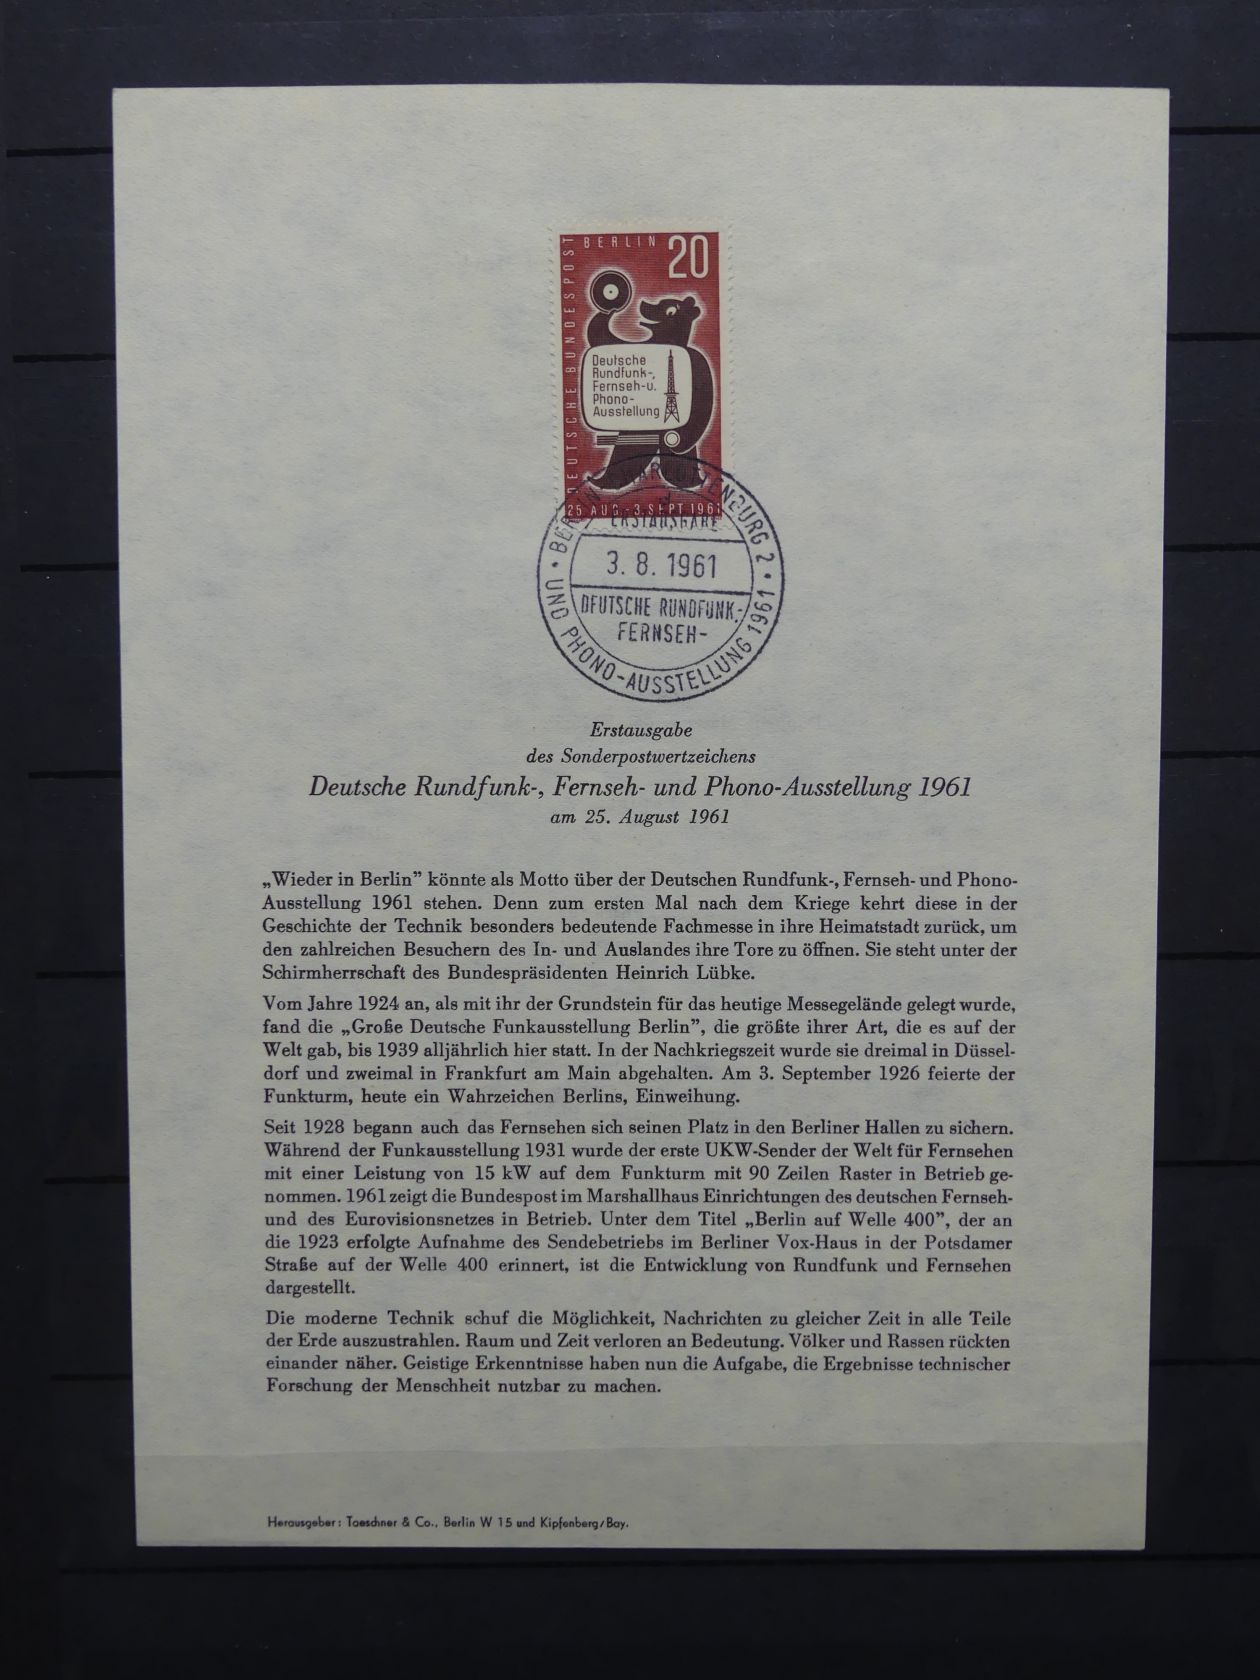 BERLIN 20
DEUTSCHE BUNDESPOST
Deutsche
Rundfunk-,
Fernseh-u.
Phono-
Ausstellung
25 AUG - 3. SEPT 1961
BERLIN-CHARLOTTENBURG 2
ERSTAUSGABE
3. 8. 1961
DEUTSCHE RUNDFUNK-,
FERNSEH-
UND PHONO-AUSSTELLUNG 1961
Erstausgabe
des Sonderpostwertzeichens
Deutsche Rundfunk-, Fernseh- und Phono-Ausstellung 1961
am 25. August 1961
„Wieder in Berlin” könnte als Motto über der Deutschen Rundfunk-, Fernseh- und Phono-
Ausstellung 1961 stehen. Denn zum ersten Mal nach dem Kriege kehrt diese in der
Geschichte der Technik besonders bedeutende Fachmesse in ihre Heimatstadt zurück, um
den zahlreichen Besuchern des In- und Auslandes ihre Tore zu öffnen. Sie steht unter der
Schirmherrschaft des Bundespräsidenten Heinrich Lübke.
Vom Jahre 1924 an, als mit ihr der Grundstein für das heutige Messegelände gelegt wurde,
fand die „Große Deutsche Funkausstellung Berlin”, die größte ihrer Art, die es auf der
Welt gab, bis 1939 alljährlich hier statt. In der Nachkriegszeit wurde sie dreimal in Düssel-
dorf und zweimal in Frankfurt am Main abgehalten. Am 3. September 1926 feierte der
Funkturm, heute ein Wahrzeichen Berlins, Einweihung.
Seit 1928 begann auch das Fernsehen sich seinen Platz in den Berliner Hallen zu sichern.
Während der Funkausstellung 1931 wurde der erste UKW-Sender der Welt für Fernsehen
mit einer Leistung von 15 kW auf dem Funkturm mit 90 Zeilen Raster in Betrieb ge-
nommen. 1961 zeigt die Bundespost im Marshallhaus Einrichtungen des deutschen Fernseh-
und des Eurovisionsnetzes in Betrieb. Unter dem Titel „Berlin auf Welle 400”, der an
die 1923 erfolgte Aufnahme des Sendebetriebs im Berliner Vox-Haus in der Potsdamer
Straße auf der Welle 400 erinnert, ist die Entwicklung von Rundfunk und Fernsehen
dargestellt.
Die moderne Technik schuf die Möglichkeit, Nachrichten zu gleicher Zeit in alle Teile
der Erde auszustrahlen. Raum und Zeit verloren an Bedeutung. Völker und Rassen rückten
einander näher. Geistige Erkenntnisse haben nun die Aufgabe, die Ergebnisse technischer
Forschung der Menschheit nutzbar zu machen.
Herausgeber: Taeschner & Co., Berlin W 15 und Kipfenberg/Bay.